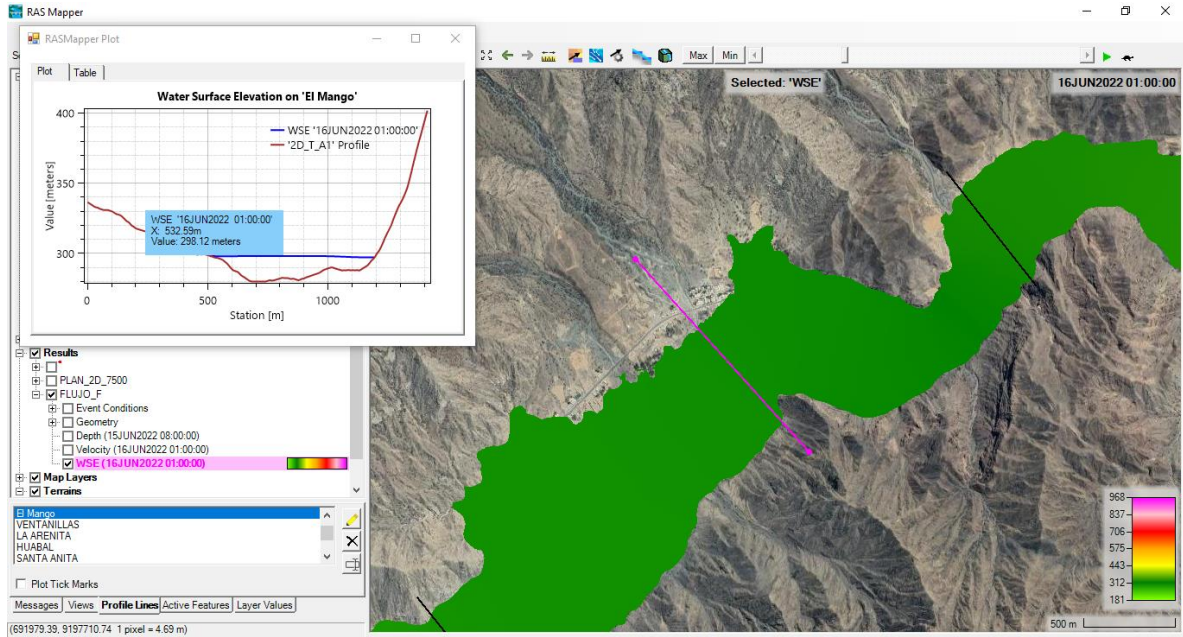 RAS Mapper
RASMapper Plot
Max Min
Plot Table
Selected: 'WSE'
16JUN2022 01:00:00
Water Surface Elevation on 'El Mango'
400
350
300
Value [meters]
WSE '16JUN2022 01:00:00'
'2D_T_A1' Profile
WSE '16JUN2022 01:00:00'
X: 532.59m
Value: 298.12 meters
0 500 1000
Station [m]
Results
*
PLAN_2D_7500
FLUJO_F
Event Conditions
Geometry
Depth (15JUN2022 08:00:00)
Velocity (16JUN2022 01:00:00)
WSE (16JUN2022 01:00:00)
Map Layers
Terrains
El Mango
VENTANILLAS
LA ARENITA
HUABAL
SANTA ANITA
Plot Tick Marks
Messages Views Profile Lines Active Features Layer Values
(691979.39, 9197710.74 1 pixel = 4.69 m)
968
837
706
575
443
312
181
500 m